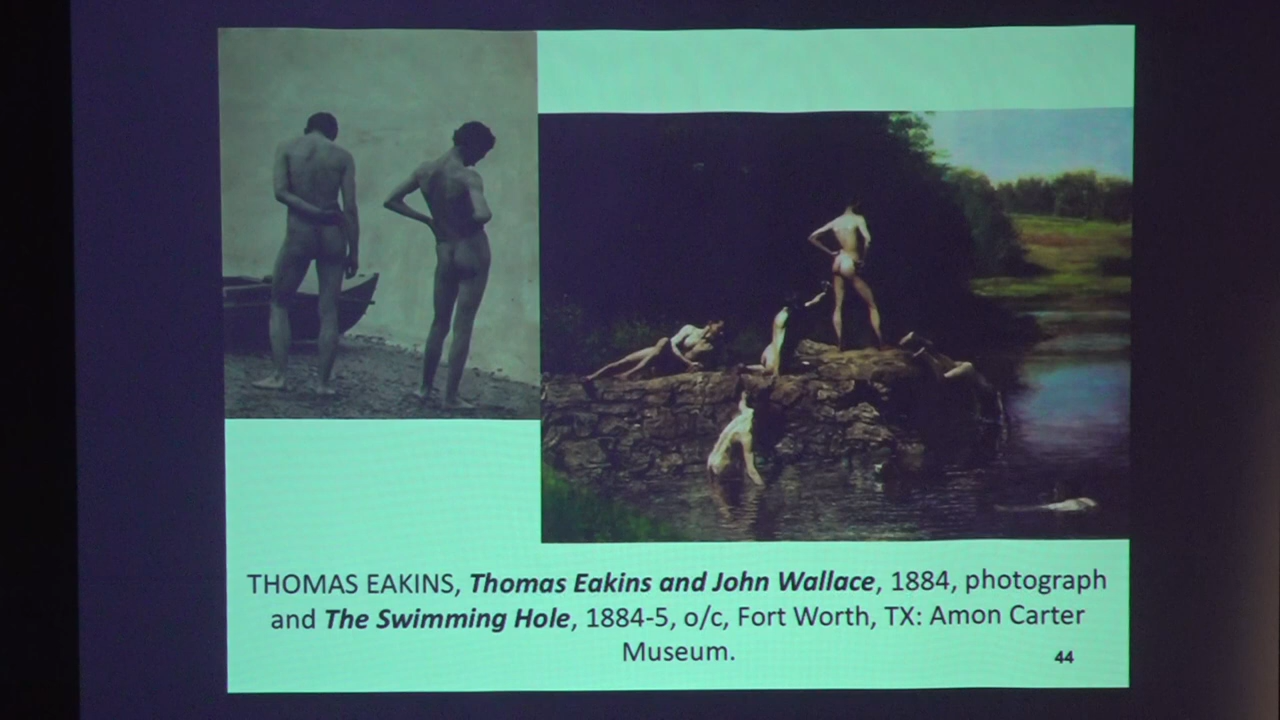 THOMAS EAKINS, Thomas Eakins and John Wallace, 1884, photograph
and The Swimming Hole, 1884-5, o/c, Fort Worth, TX: Amon Carter
Museum.
44